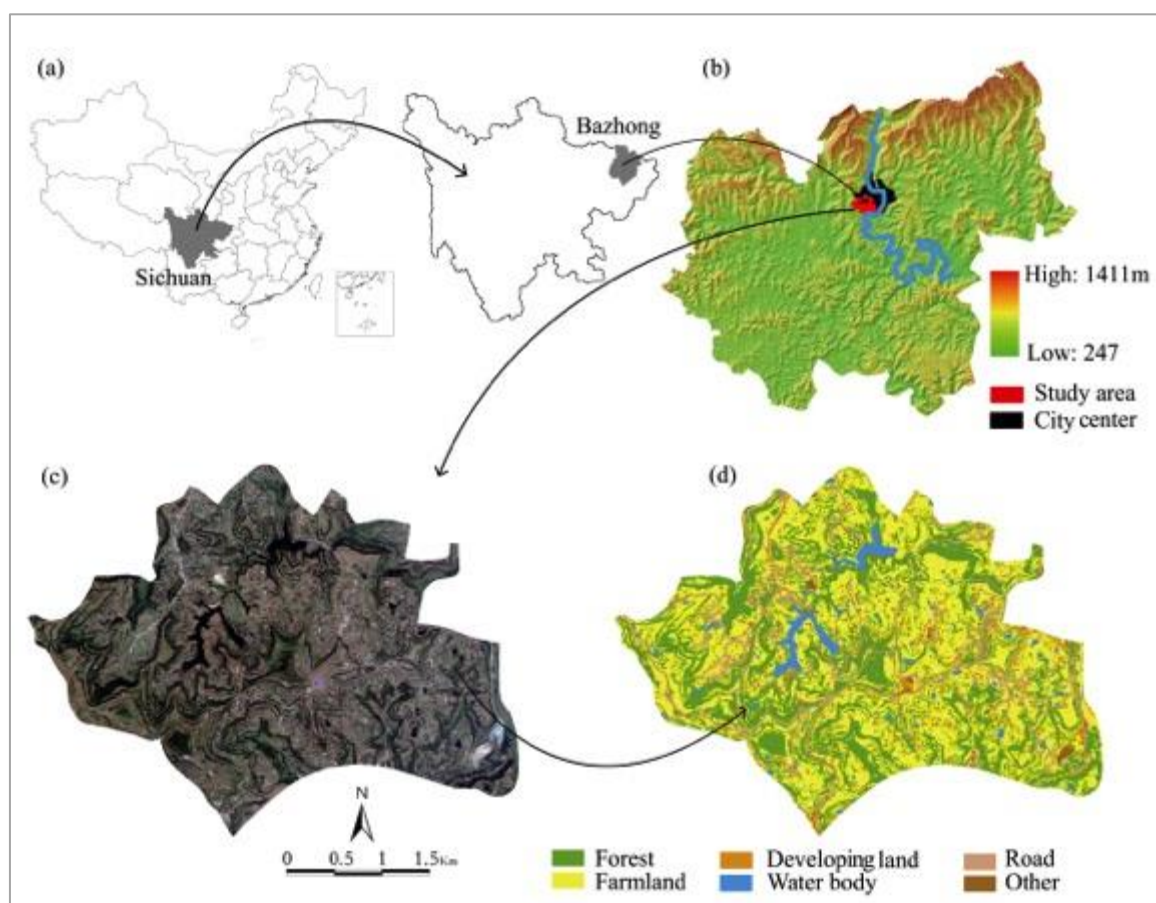 (a)
Sichuan
Bazhong
(b)
High: 1411m
Low: 247
Study area
City center
(c)
(d)
N
0 0.5 1 1.5Km
Forest Developing land Road
Farmland Water body Other